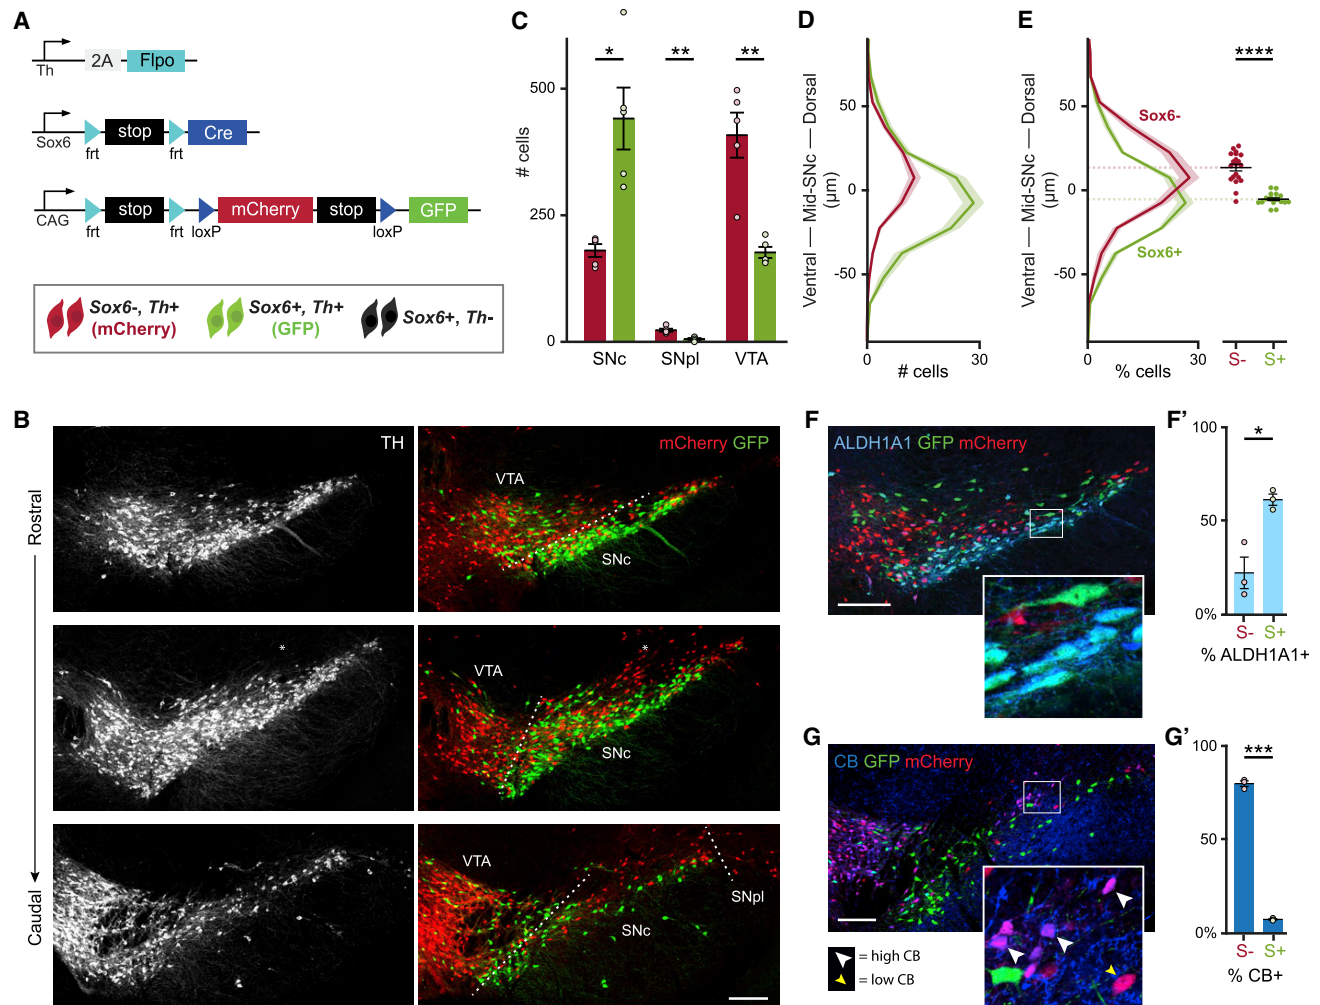 A
Th
2A
Flpo
Sox6
frt
stop
frt
Cre
CAG
frt
stop
frt
loxP
mCherry
stop
loxP
GFP
Sox6-, Th+
(mCherry)
Sox6+, Th+
(GFP)
Sox6+, Th-
C
# cells
500
250
0
*
**
**
SNc
SNpl
VTA
D
Ventral — Mid-SNc — Dorsal
(µm)
50
0
-50
0
30
# cells
E
Ventral — Mid-SNc — Dorsal
(µm)
50
0
-50
Sox6-
Sox6+
0
30
% cells
****
S-
S+
B
Rostral
Caudal
TH
mCherry GFP
VTA
SNc
*
*
VTA
SNc
VTA
SNc
SNpl
F
ALDH1A1 GFP mCherry
F'
100
50
0%
*
S-
S+
% ALDH1A1+
G
CB GFP mCherry
= high CB
= low CB
G'
100
50
0%
***
S-
S+
% CB+